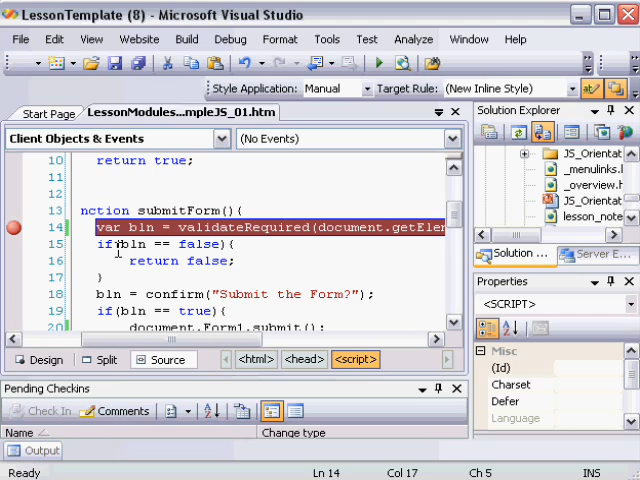 LessonTemplate (8) - Microsoft Visual Studio
File Edit View Website Build Debug Format Tools Test Analyze Window Help
Style Application: Manual Target Rule: (New Inline Style)
Start Page LessonModules...mpleJS_01.htm
Client Objects & Events (No Events)
10 return true;
11
12
13 nction submitForm(){
14 var bln = validateRequired(document.getElem
15 if(bln == false){
16 return false;
17 }
18 bln = confirm("Submit the Form?");
19 if(bln == true){
20 document.Form1.submit();
Design Split Source <html> <head> <script>
Solution Explorer
JS_Orientat
_menulinks.h
_overview.h
JS_Orientat
lesson_note
Solution ... Server E...
Properties
<SCRIPT>
Misc
(Id)
Charset
Defer
Language
Pending Checkins
Check In Comments
Name Change type
Output
Ready Ln 14 Col 17 Ch 5 INS